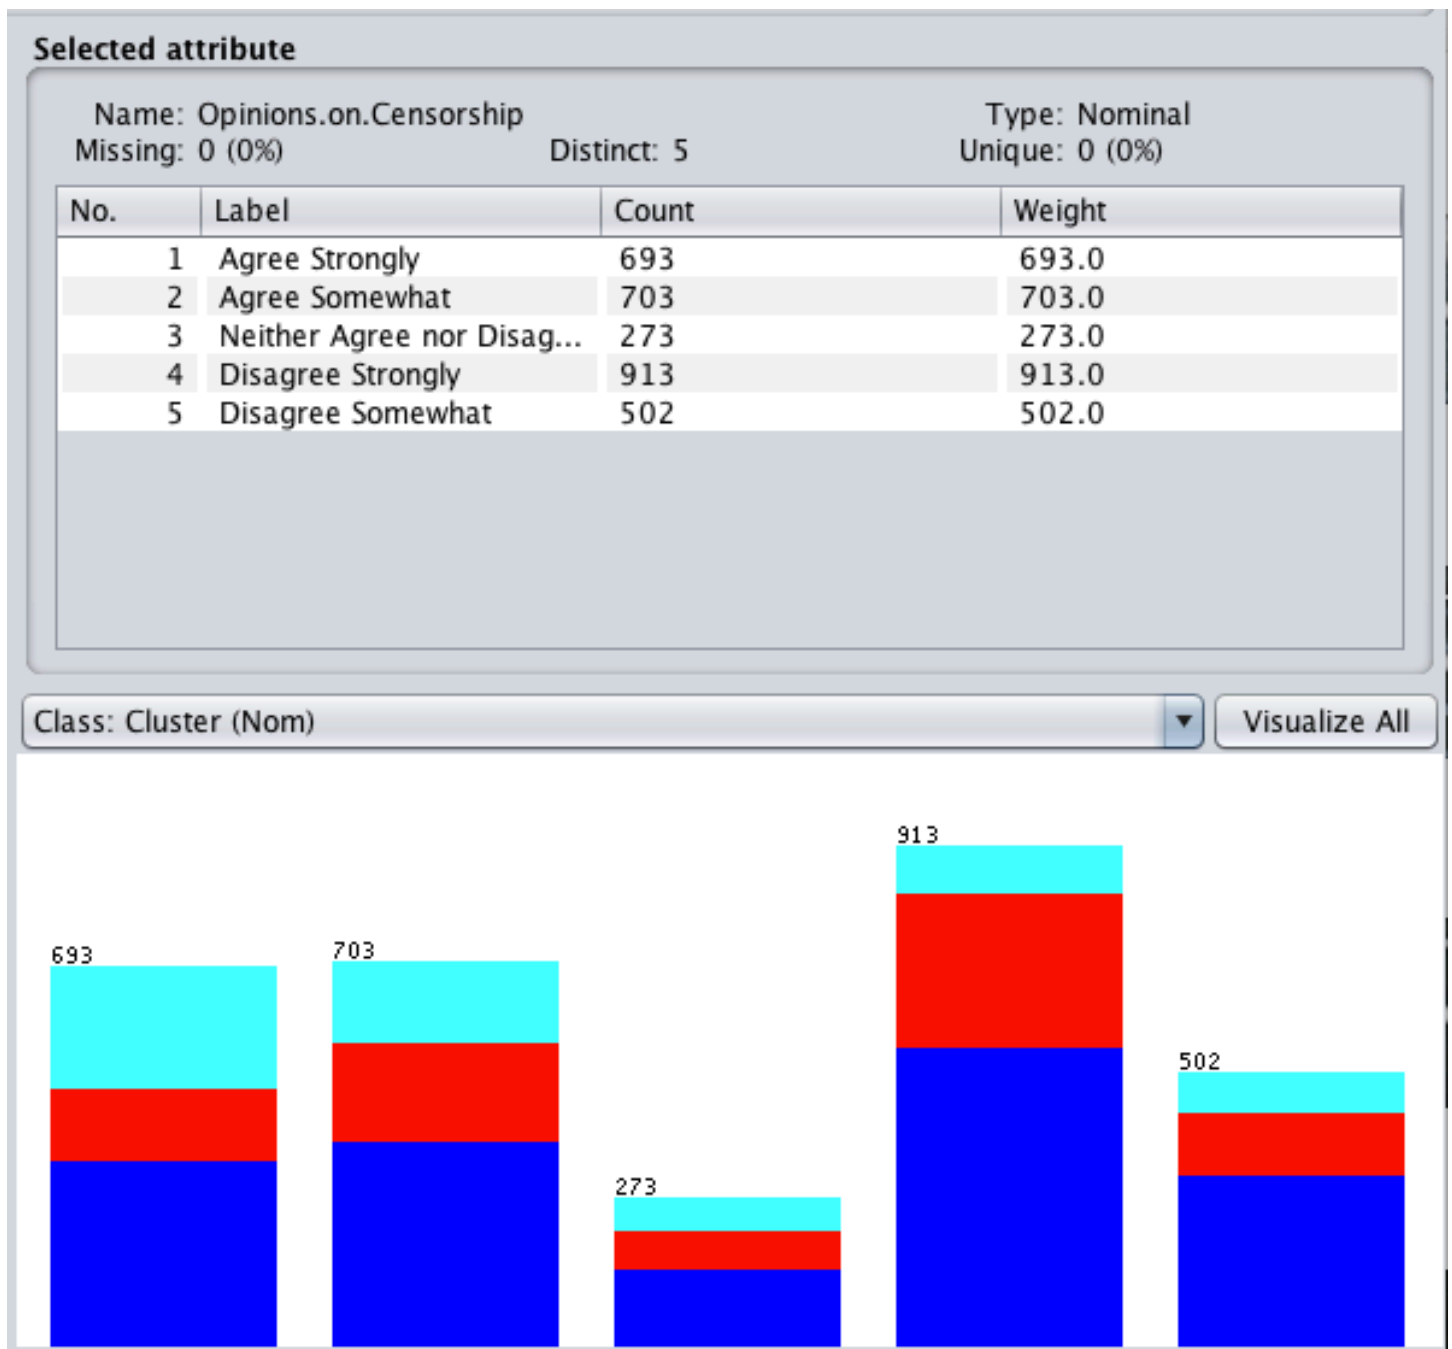 Selected attribute
Name: Opinions.on.Censorship Type: Nominal
Missing: 0 (0%) Distinct: 5 Unique: 0 (0%)
No. Label Count Weight
1 Agree Strongly 693 693.0
2 Agree Somewhat 703 703.0
3 Neither Agree nor Disag... 273 273.0
4 Disagree Strongly 913 913.0
5 Disagree Somewhat 502 502.0
Class: Cluster (Nom) Visualize All
693
703
273
913
502